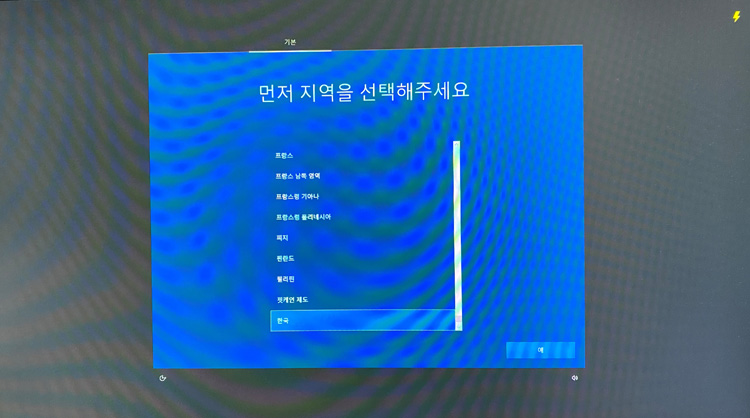 기본
먼저 지역을 선택해주세요
프랑스
프랑스 남쪽 영역
프랑스령 기아나
프랑스령 폴리네시아
피지
핀란드
필리핀
핏케언 제도
한국
예